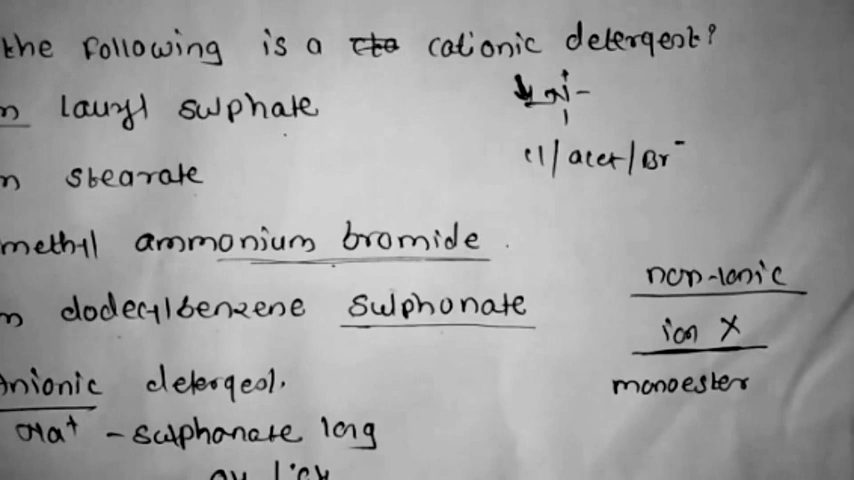 the following is a cationic detergent?
N
lauryl sulphate
Cl/acet/Br⁻
stearate
methyl ammonium bromide.
non-ionic
dodecylbenzene sulphonate
ion X
Anionic detergeol.
monoester
Na⁺ - sulphonate long